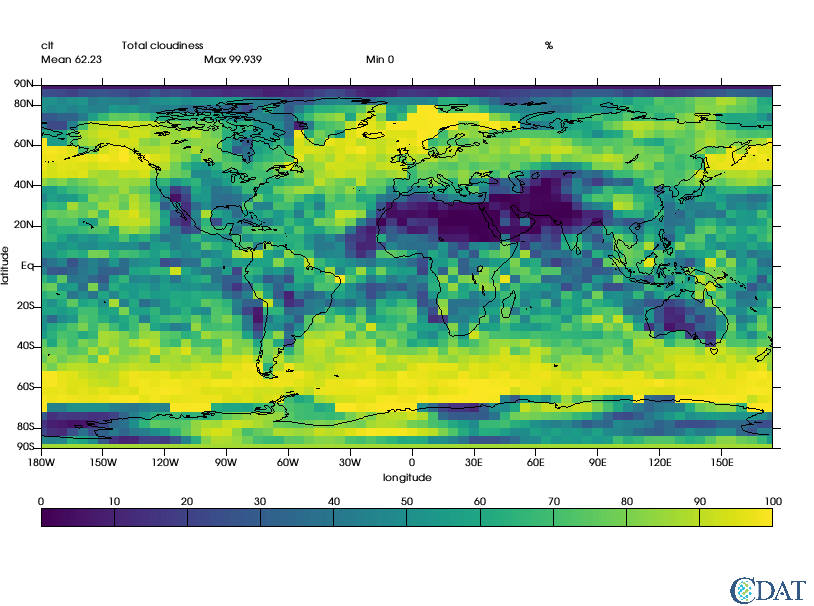 clt Total cloudiness %
Mean 62.23 Max 99.939 Min 0
90N
80N
60N
40N
20N
Eq
20S
40S
60S
80S
90S
latitude
180W 150W 120W 90W 60W 30W 0 30E 60E 90E 120E 150E
longitude
0 10 20 30 40 50 60 70 80 90 100
CDAT